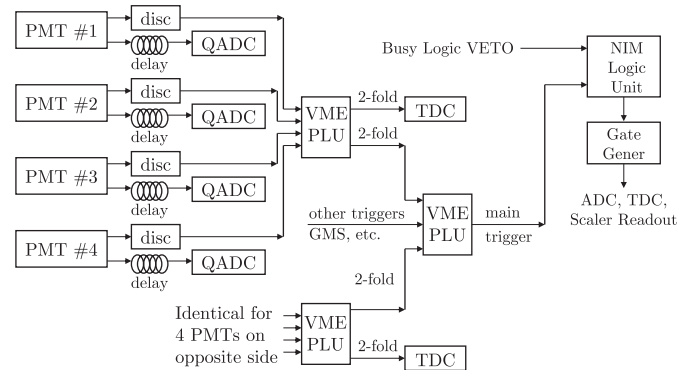 PMT #1
disc
delay
QADC
PMT #2
disc
delay
QADC
PMT #3
disc
delay
QADC
PMT #4
disc
delay
QADC
VME
PLU
2-fold
TDC
2-fold
Busy Logic VETO
NIM
Logic
Unit
Gate
Gener
ADC, TDC,
Scaler Readout
other triggers
GMS, etc.
VME
PLU
main
trigger
2-fold
Identical for
4 PMTs on
opposite side
VME
PLU
2-fold
TDC